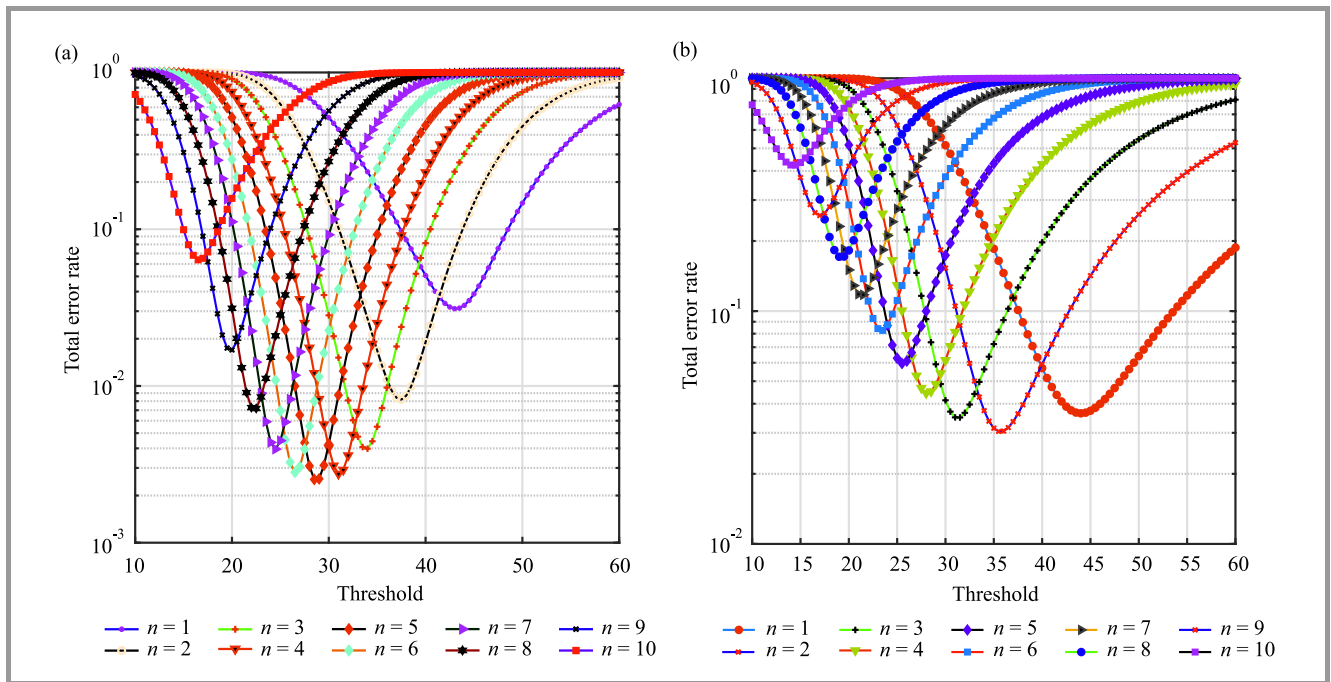 (a)
10^0
10^-1
10^-2
10^-3
Total error rate
10 20 30 40 50 60
Threshold
n = 1 n = 3 n = 5 n = 7 n = 9
n = 2 n = 4 n = 6 n = 8 n = 10
(b)
10^0
10^-1
10^-2
Total error rate
10 15 20 25 30 35 40 45 50 55 60
Threshold
n = 1 n = 3 n = 5 n = 7 n = 9
n = 2 n = 4 n = 6 n = 8 n = 10